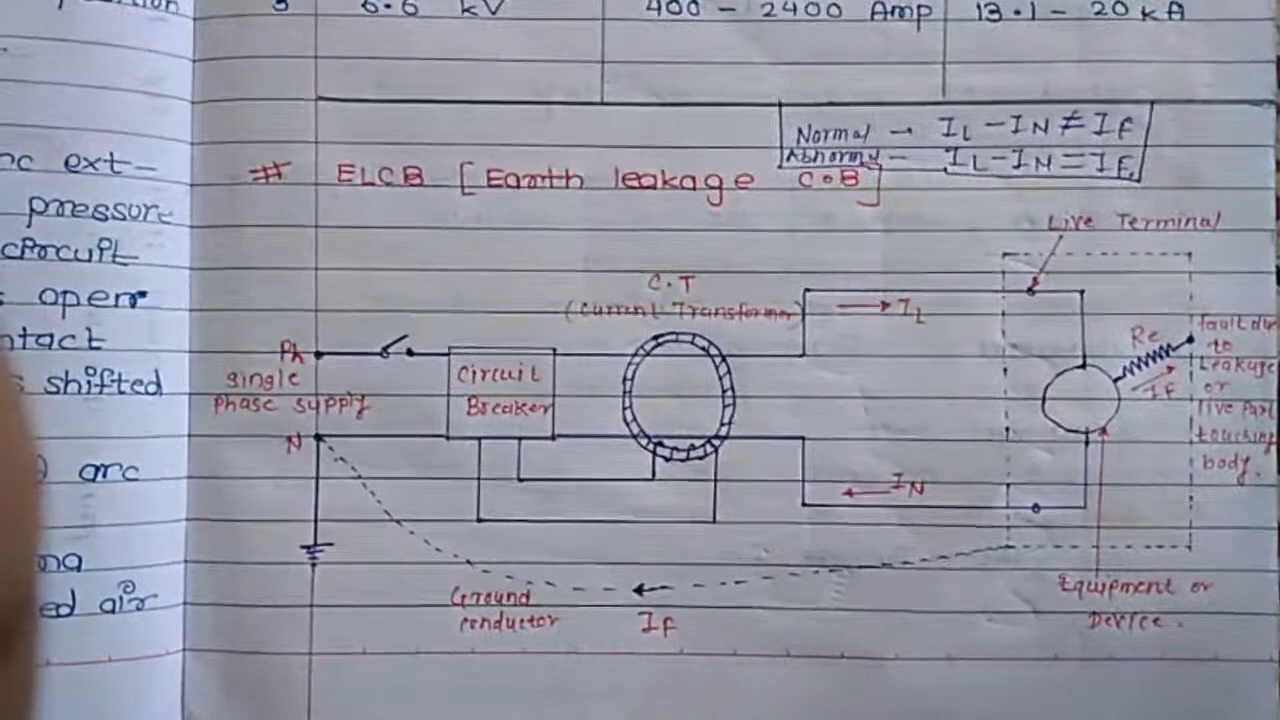 3 6.6 kV 400 - 2400 Amp 13.1 - 20 kA
Normal → IL - IN ≠ IF
Abnormal - IL - IN = IF
# ELCB [Earth leakage C.B]
ext-
pressure
circuit
open
shifted
arc
ed air
Live Terminal
C.T
(Current Transformer)
IL
Ph
single
phase supply
Circuit
Breaker
Re
IF
fault due
to
Leakage
or
live Part
touching
body.
N
IN
Ground
conductor
IF
Equipment or
Device.